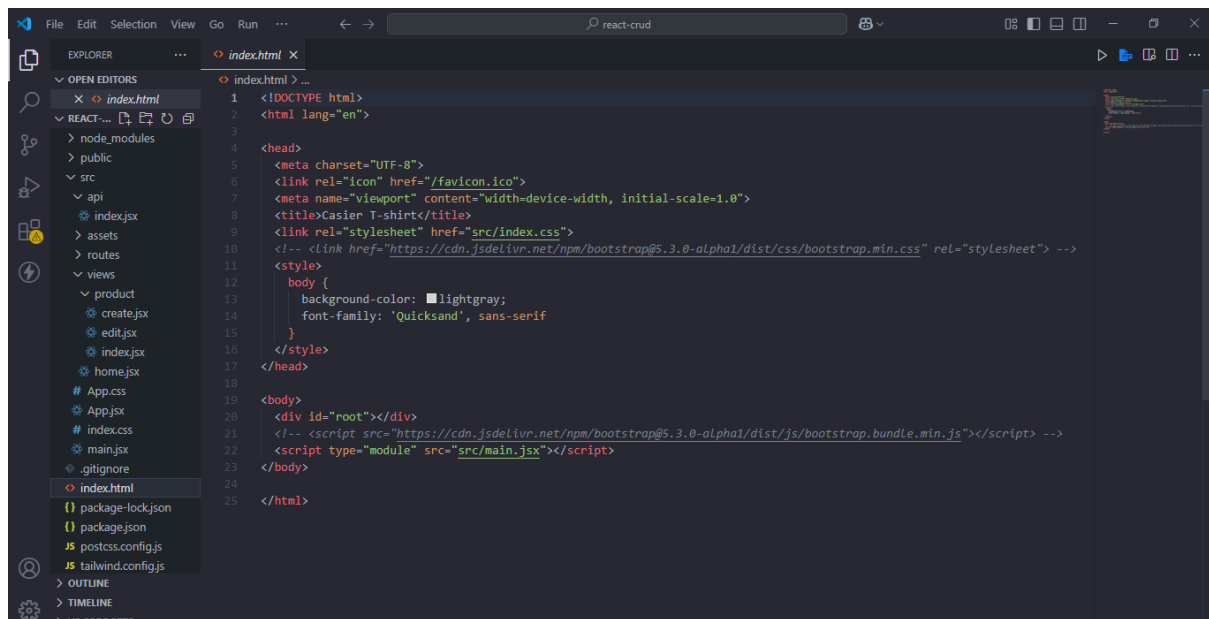 File Edit Selection View Go Run ··· react-crud
EXPLORER ···
OPEN EDITORS
index.html
REACT-...
node_modules
public
src
api
index.jsx
assets
routes
views
product
create.jsx
edit.jsx
index.jsx
home.jsx
# App.css
App.jsx
# index.css
main.jsx
.gitignore
<> index.html
{} package-lock.json
{} package.json
JS postcss.config.js
JS tailwind.config.js
OUTLINE
TIMELINE
<> index.html
<> index.html > ...
1 <!DOCTYPE html>
2 <html lang="en">
3
4 <head>
5 <meta charset="UTF-8">
6 <link rel="icon" href="/favicon.ico">
7 <meta name="viewport" content="width=device-width, initial-scale=1.0">
8 <title>Casier T-shirt</title>
9 <link rel="stylesheet" href="src/index.css">
10 <!-- <link href="https://cdn.jsdelivr.net/npm/bootstrap@5.3.0-alpha1/dist/css/bootstrap.min.css" rel="stylesheet"> -->
11 <style>
12 body {
13 background-color: lightgray;
14 font-family: 'Quicksand', sans-serif
15 }
16 </style>
17 </head>
18
19 <body>
20 <div id="root"></div>
21 <!-- <script src="https://cdn.jsdelivr.net/npm/bootstrap@5.3.0-alpha1/dist/js/bootstrap.bundle.min.js"></script> -->
22 <script type="module" src="src/main.jsx"></script>
23 </body>
24
25 </html>